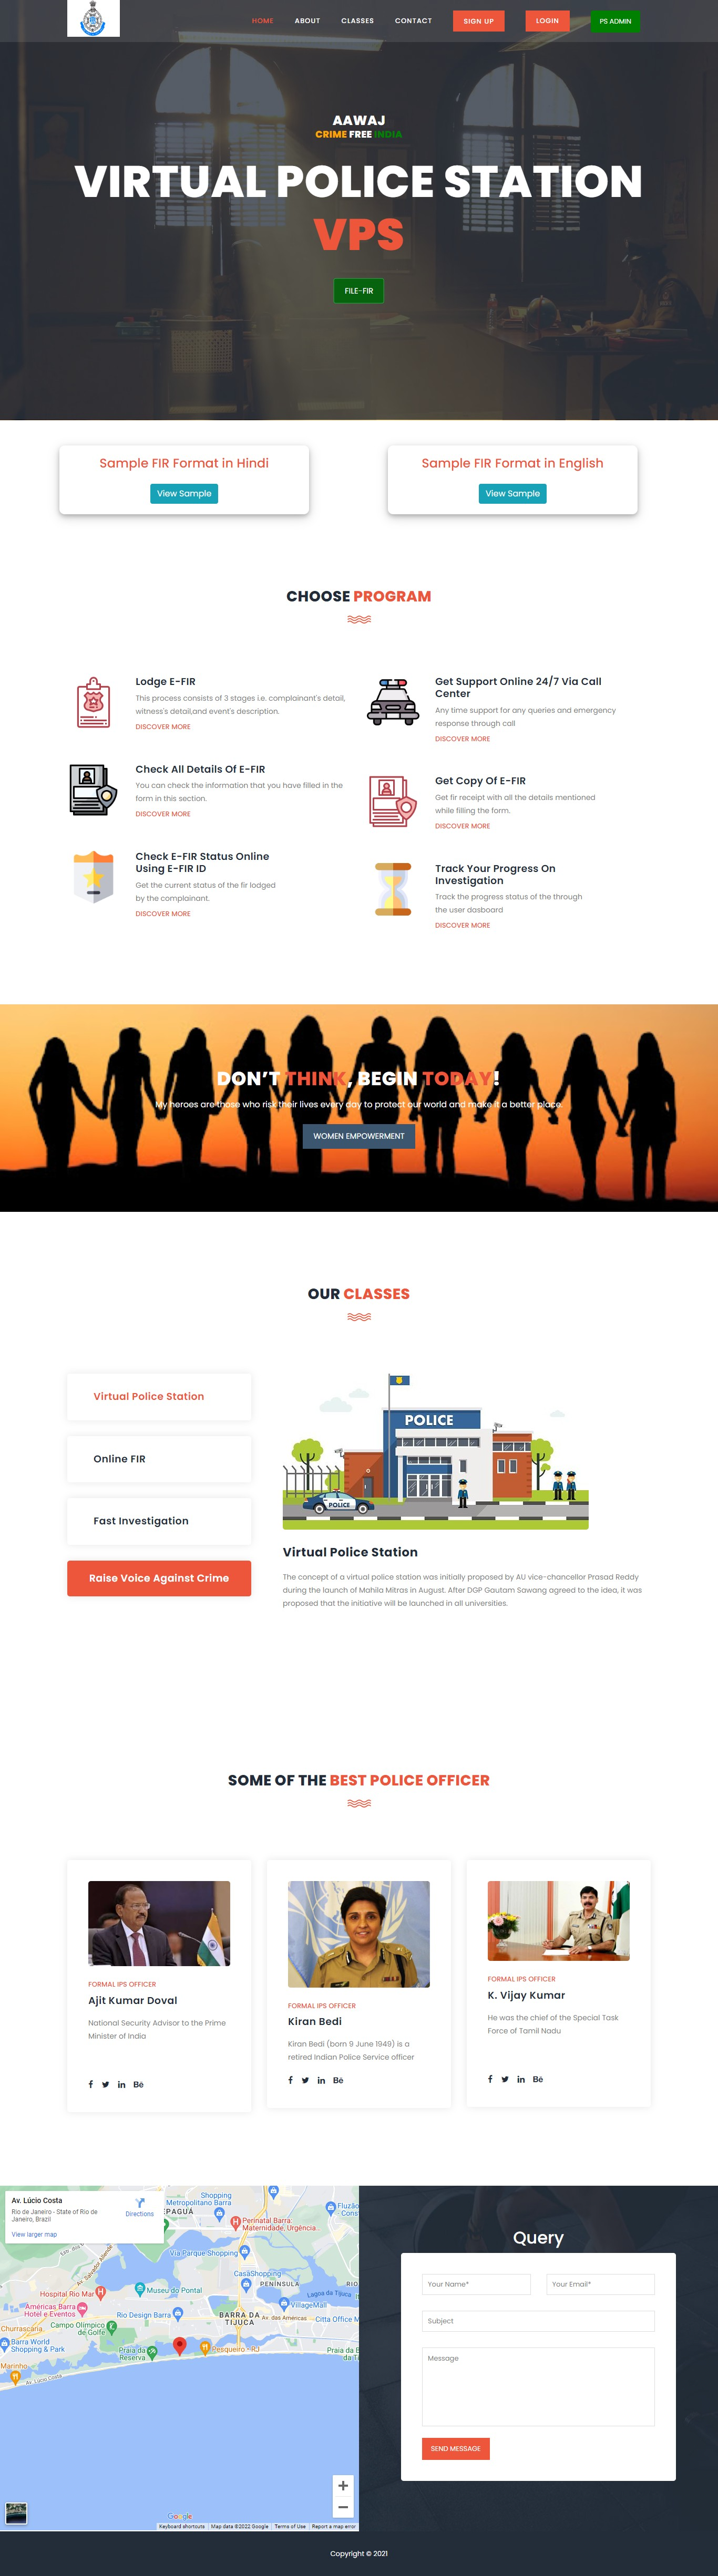 HOME
ABOUT
CLASSES
CONTACT
SIGN UP
LOGIN
PS ADMIN
AAWAJ
CRIME FREE INDIA
VIRTUAL POLICE STATION
VPS
FILE-FIR
Sample FIR Format in Hindi
View Sample
Sample FIR Format in English
View Sample
CHOOSE PROGRAM
Lodge E-FIR
This process consists of 3 stages i.e. complainant's detail,
witness's detail,and event's description.
DISCOVER MORE
Check All Details Of E-FIR
You can check the information that you have filled in the
form in this section.
DISCOVER MORE
Check E-FIR Status Online
Using E-FIR ID
Get the current status of the fir lodged
by the complainant.
DISCOVER MORE
Get Support Online 24/7 Via Call
Center
Any time support for any queries and emergency
response through call
DISCOVER MORE
Get Copy Of E-FIR
Get fir receipt with all the details mentioned
while filling the form.
DISCOVER MORE
Track Your Progress On
Investigation
Track the progress status of the through
the user dasboard
DISCOVER MORE
DON'T THINK, BEGIN TODAY!
My heroes are those who risk their lives every day to protect our world and make it a better place.
WOMEN EMPOWERMENT
OUR CLASSES
Virtual Police Station
Online FIR
Fast Investigation
Raise Voice Against Crime
POLICE
POLICE
Virtual Police Station
The concept of a virtual police station was initially proposed by AU vice-chancellor Prasad Reddy
during the launch of Mahila Mitras in August. After DGP Gautam Sawang agreed to the idea, it was
proposed that the initiative will be launched in all universities.
SOME OF THE BEST POLICE OFFICER
FORMAL IPS OFFICER
Ajit Kumar Doval
National Security Advisor to the Prime
Minister of India
FORMAL IPS OFFICER
Kiran Bedi
Kiran Bedi (born 9 June 1949) is a
retired Indian Police Service officer
FORMAL IPS OFFICER
K. Vijay Kumar
He was the chief of the Special Task
Force of Tamil Nadu
Av. Lúcio Costa
Rio de Janeiro - State of Rio de
Janeiro, Brazil
Directions
View larger map
Shopping
Metropolitano Barra
Perinatal Barra:
Maternidade, Urgência...
Via Parque Shopping
CasaShopping
PENÍNSULA
Lagoa da Tijuca
Hospital Rio Mar
Museu do Pontal
VillageMall
Américas Barra
Hotel e Eventos
Rio Design Barra
BARRA DA
TIJUCA
Av. das Américas
Citta Office M
Campo Olímpico
de Golfe
Churrascaria
Barra World
Shopping & Park
Praia da
Reserva
Pesqueiro - RJ
Praia da Ba
da Ti
Marinho
Av. Lúcio Costa
Google
Keyboard shortcuts
Map data ©2022 Google
Terms of Use
Report a map error
Query
Your Name*
Your Email*
Subject
Message
SEND MESSAGE
Copyright © 2021